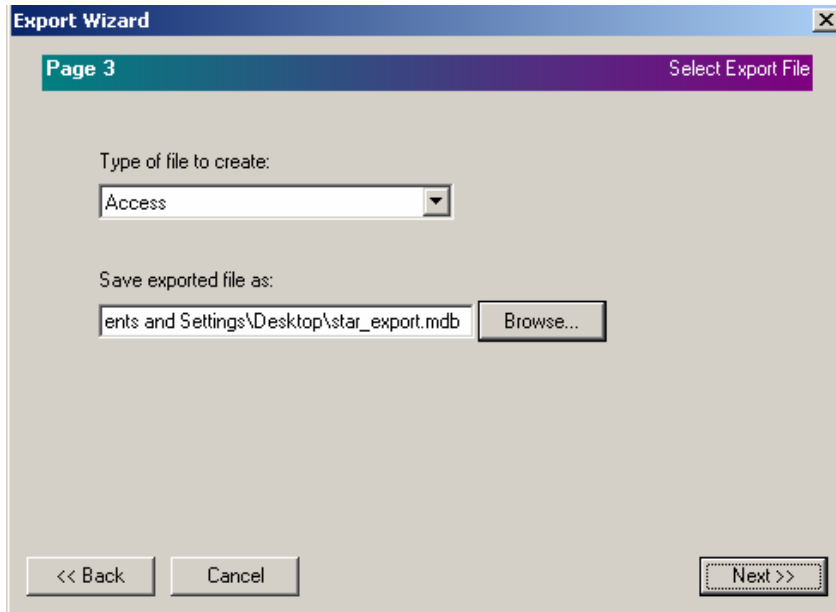 Export Wizard
Page 3 Select Export File
Type of file to create:
Access
Save exported file as:
ents and Settings\Desktop\star_export.mdb Browse...
<< Back Cancel Next >>